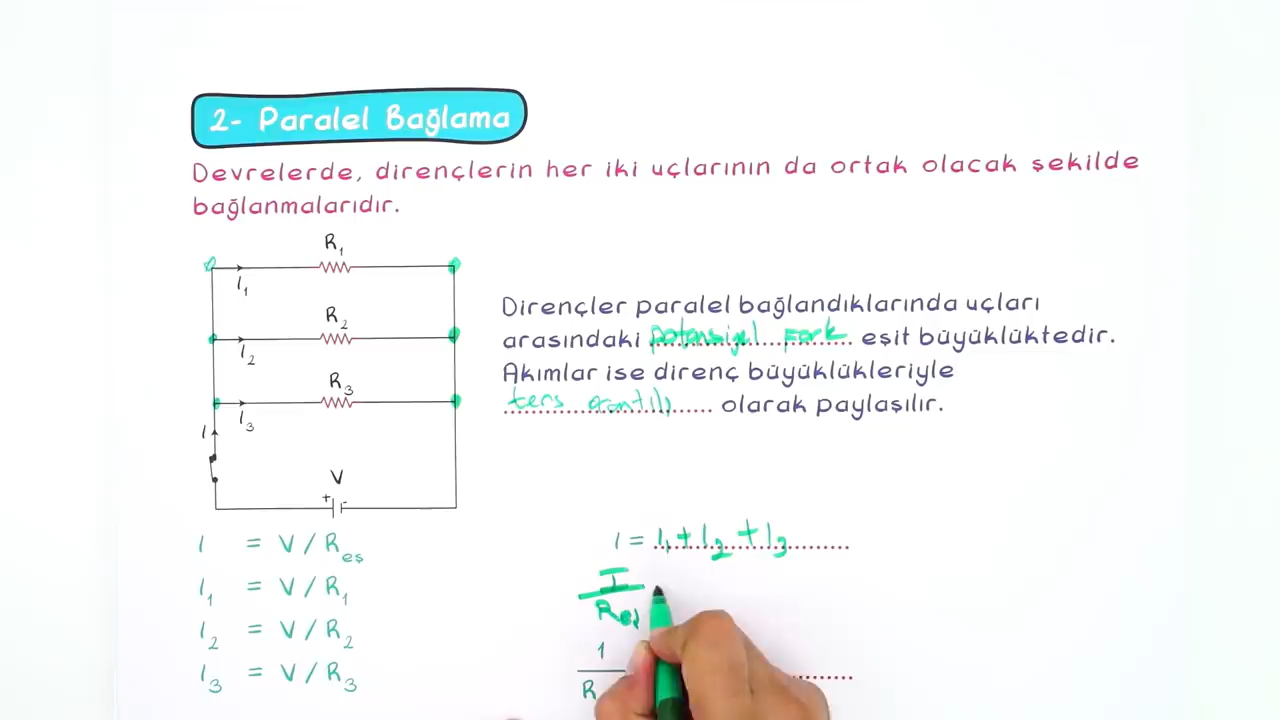 2- Paralel Bağlama
Devrelerde, dirençlerin her iki uçlarının da ortak olacak şekilde
bağlanmalarıdır.
R1
I1
R2
I2
R3
I3
I
V
+ -
Dirençler paralel bağlandıklarında uçları
arasındaki potansiyel fark eşit büyüklüktedir.
Akımlar ise direnç büyüklükleriyle
ters orantılı olarak paylaşılır.
I = V / Reş
I1 = V / R1
I2 = V / R2
I3 = V / R3
I = I1 + I2 + I3
I
Reş
1
R